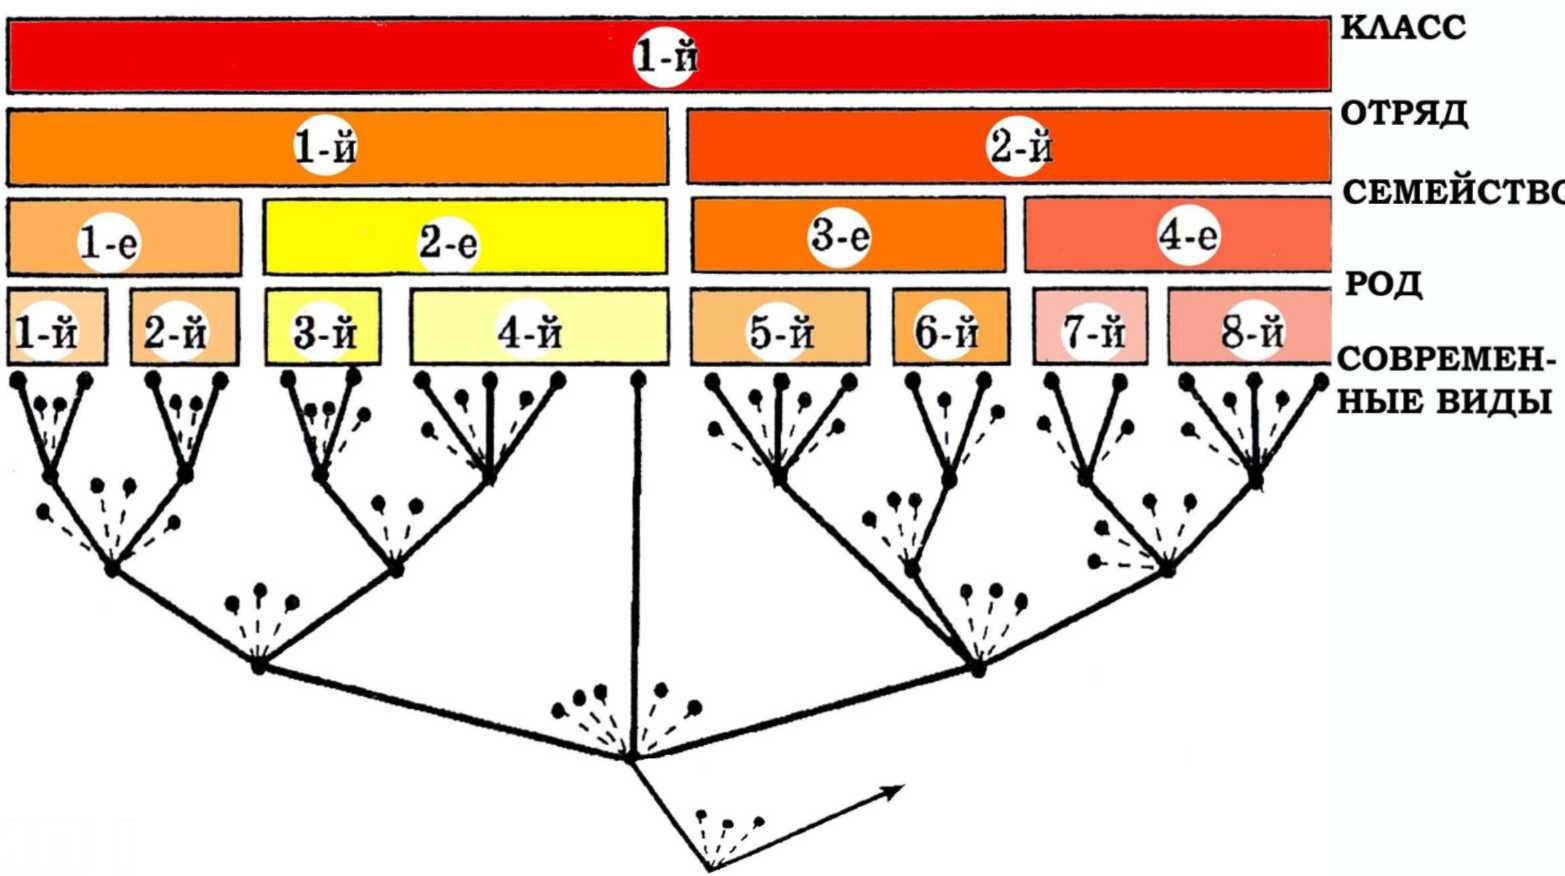 КЛАСС
1-й
ОТРЯД
1-й 2-й
СЕМЕЙСТВО
1-е 2-е 3-е 4-е
РОД
1-й 2-й 3-й 4-й 5-й 6-й 7-й 8-й
СОВРЕМЕН-
НЫЕ ВИДЫ